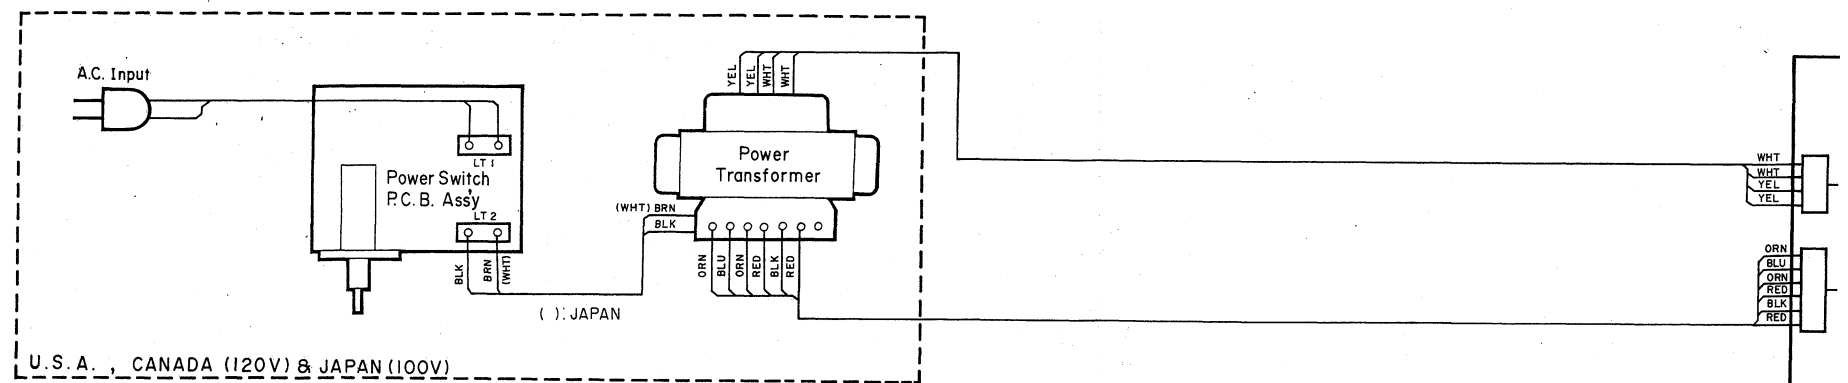 A.C. Input
LT 1
Power Switch
P.C.B. Ass'y
LT 2
BLK
BRN
(WHT)
( ): JAPAN
YEL
YEL
WHT
WHT
Power
Transformer
(WHT) BRN
BLK
ORN
BLU
ORN
RED
BLK
RED
WHT
WHT
YEL
YEL
ORN
BLU
ORN
RED
BLK
RED
U.S.A. , CANADA (120V) & JAPAN (100V)